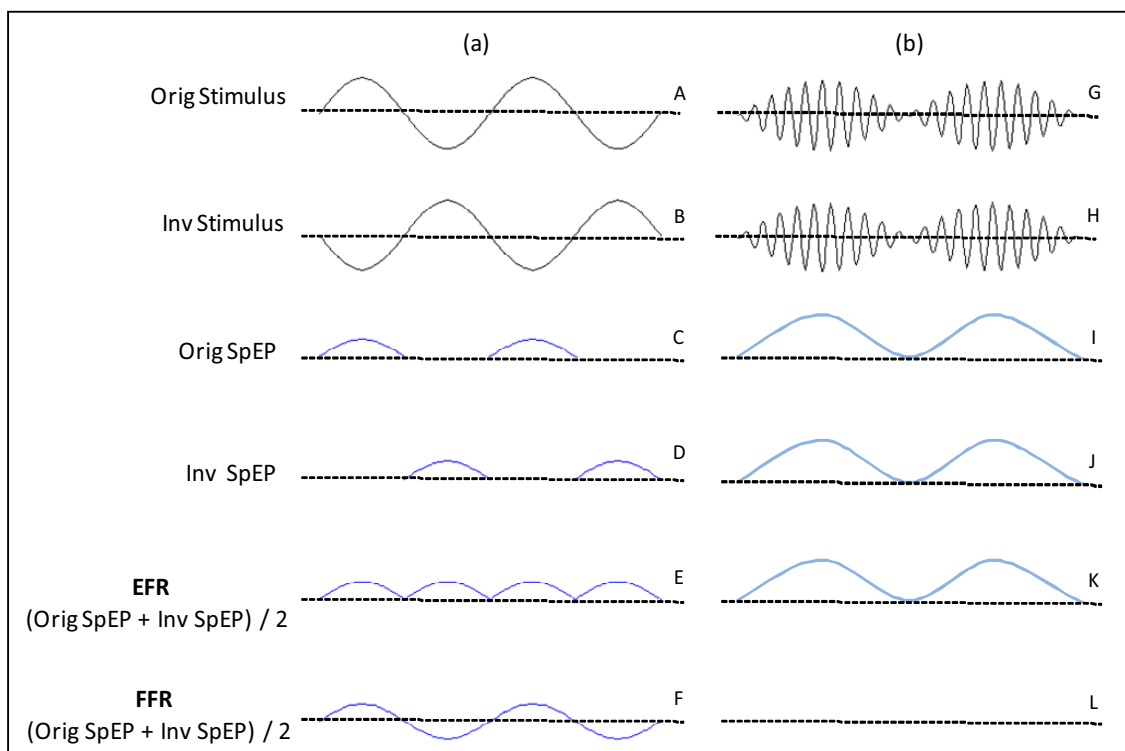 (a) (b)
Orig Stimulus A G
Inv Stimulus B H
Orig SpEP C I
Inv SpEP D J
EFR E K
(Orig SpEP + Inv SpEP) / 2
FFR F L
(Orig SpEP + Inv SpEP) / 2